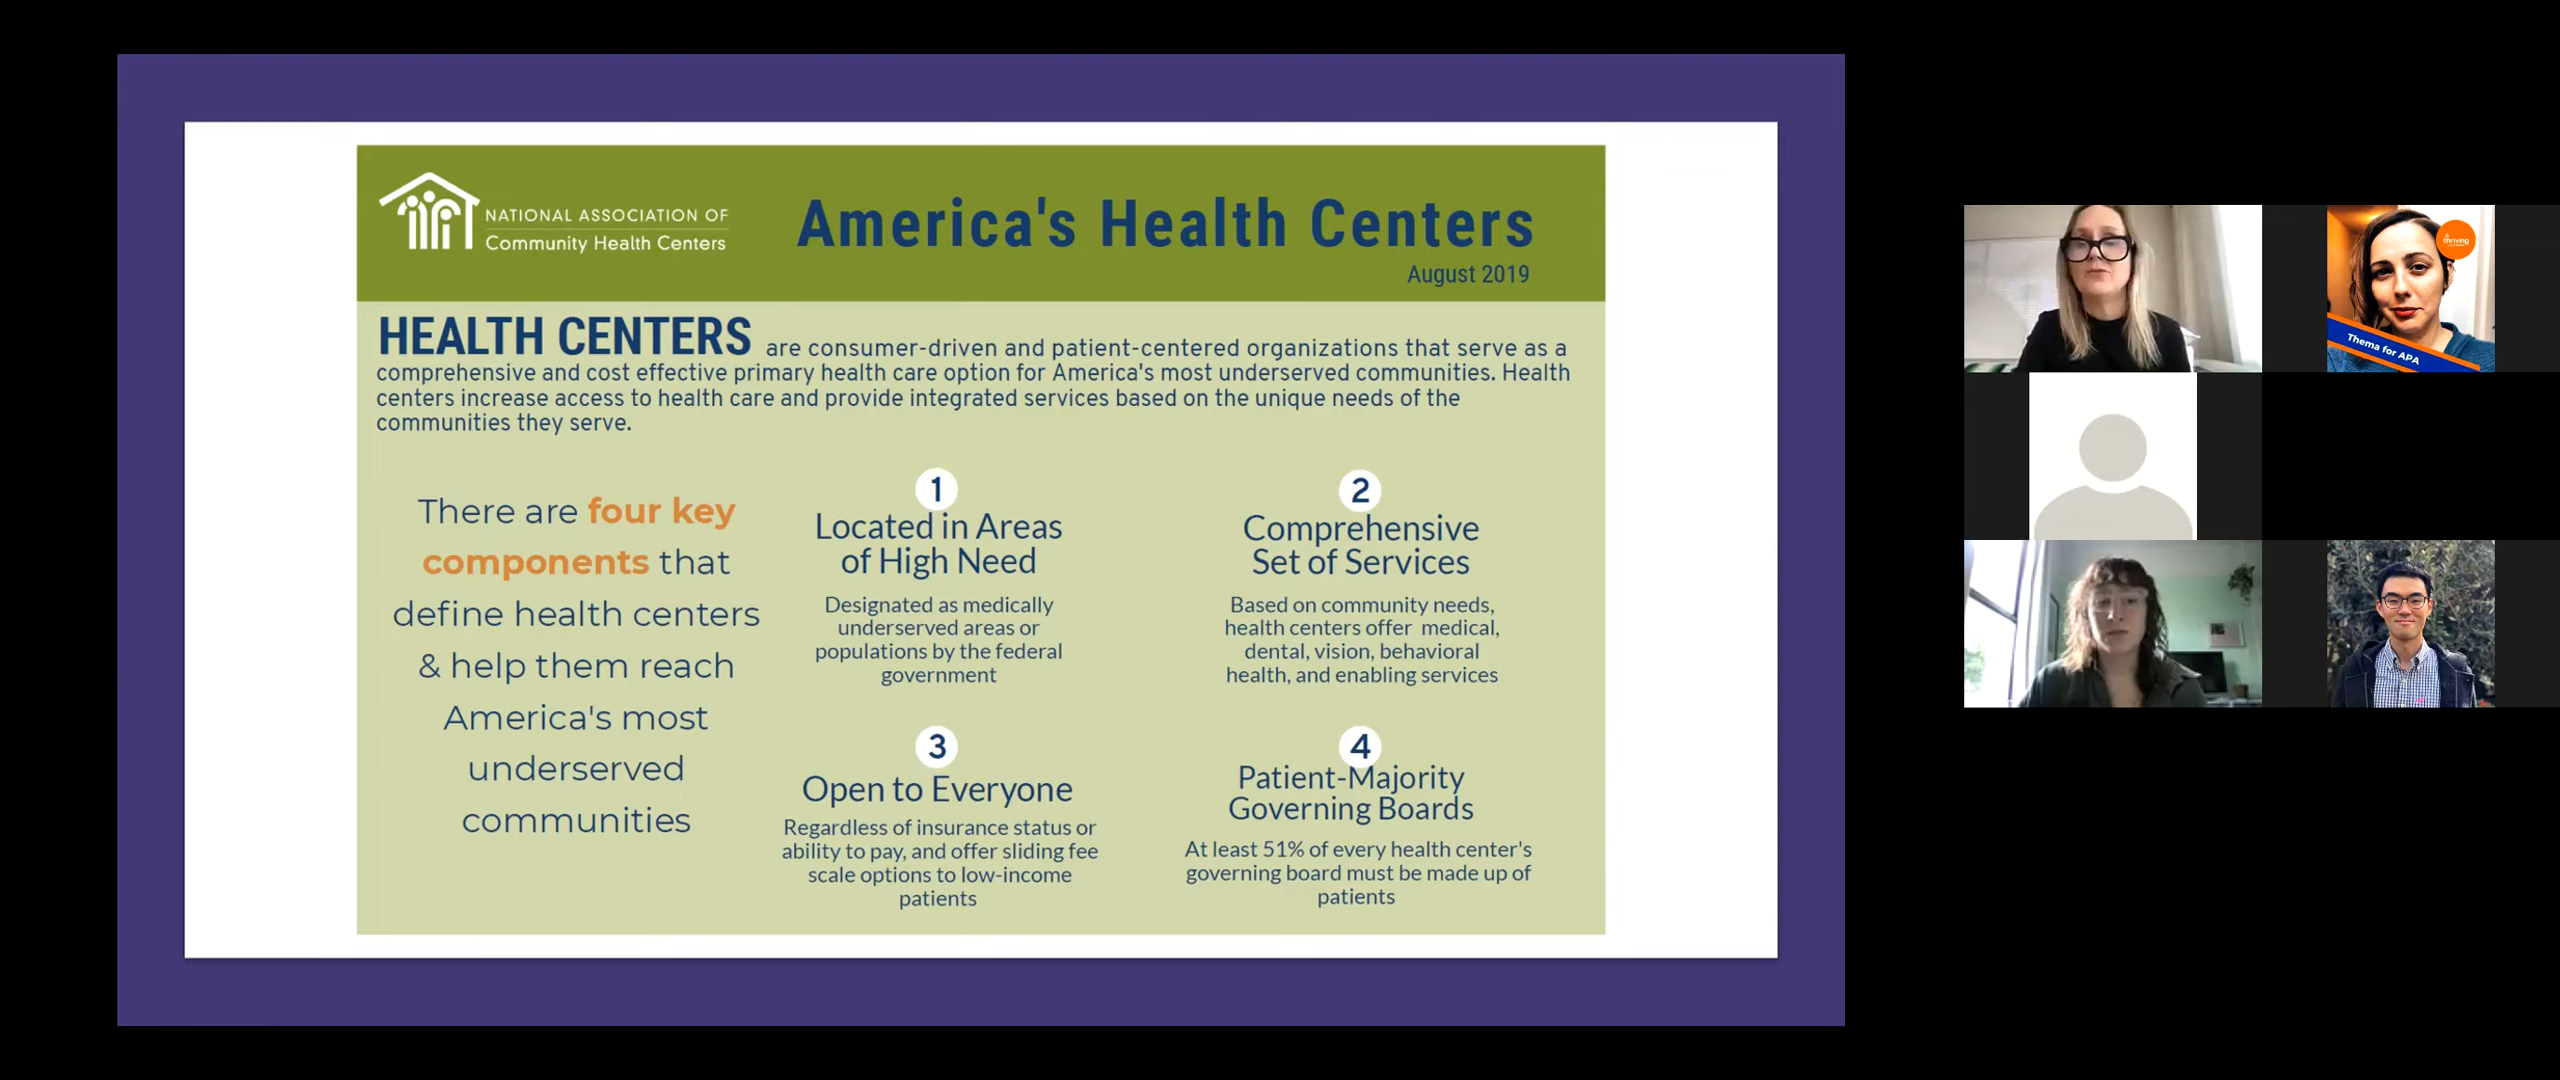 NATIONAL ASSOCIATION OF
Community Health Centers
America's Health Centers
August 2019
HEALTH CENTERS are consumer-driven and patient-centered organizations that serve as a
comprehensive and cost effective primary health care option for America's most underserved communities. Health
centers increase access to health care and provide integrated services based on the unique needs of the
communities they serve.
There are four key
components that
define health centers
& help them reach
America's most
underserved
communities
1
Located in Areas
of High Need
Designated as medically
underserved areas or
populations by the federal
government
2
Comprehensive
Set of Services
Based on community needs,
health centers offer medical,
dental, vision, behavioral
health, and enabling services
3
Open to Everyone
Regardless of insurance status or
ability to pay, and offer sliding fee
scale options to low-income
patients
4
Patient-Majority
Governing Boards
At least 51% of every health center's
governing board must be made up of
patients
thriving
Thema for APA